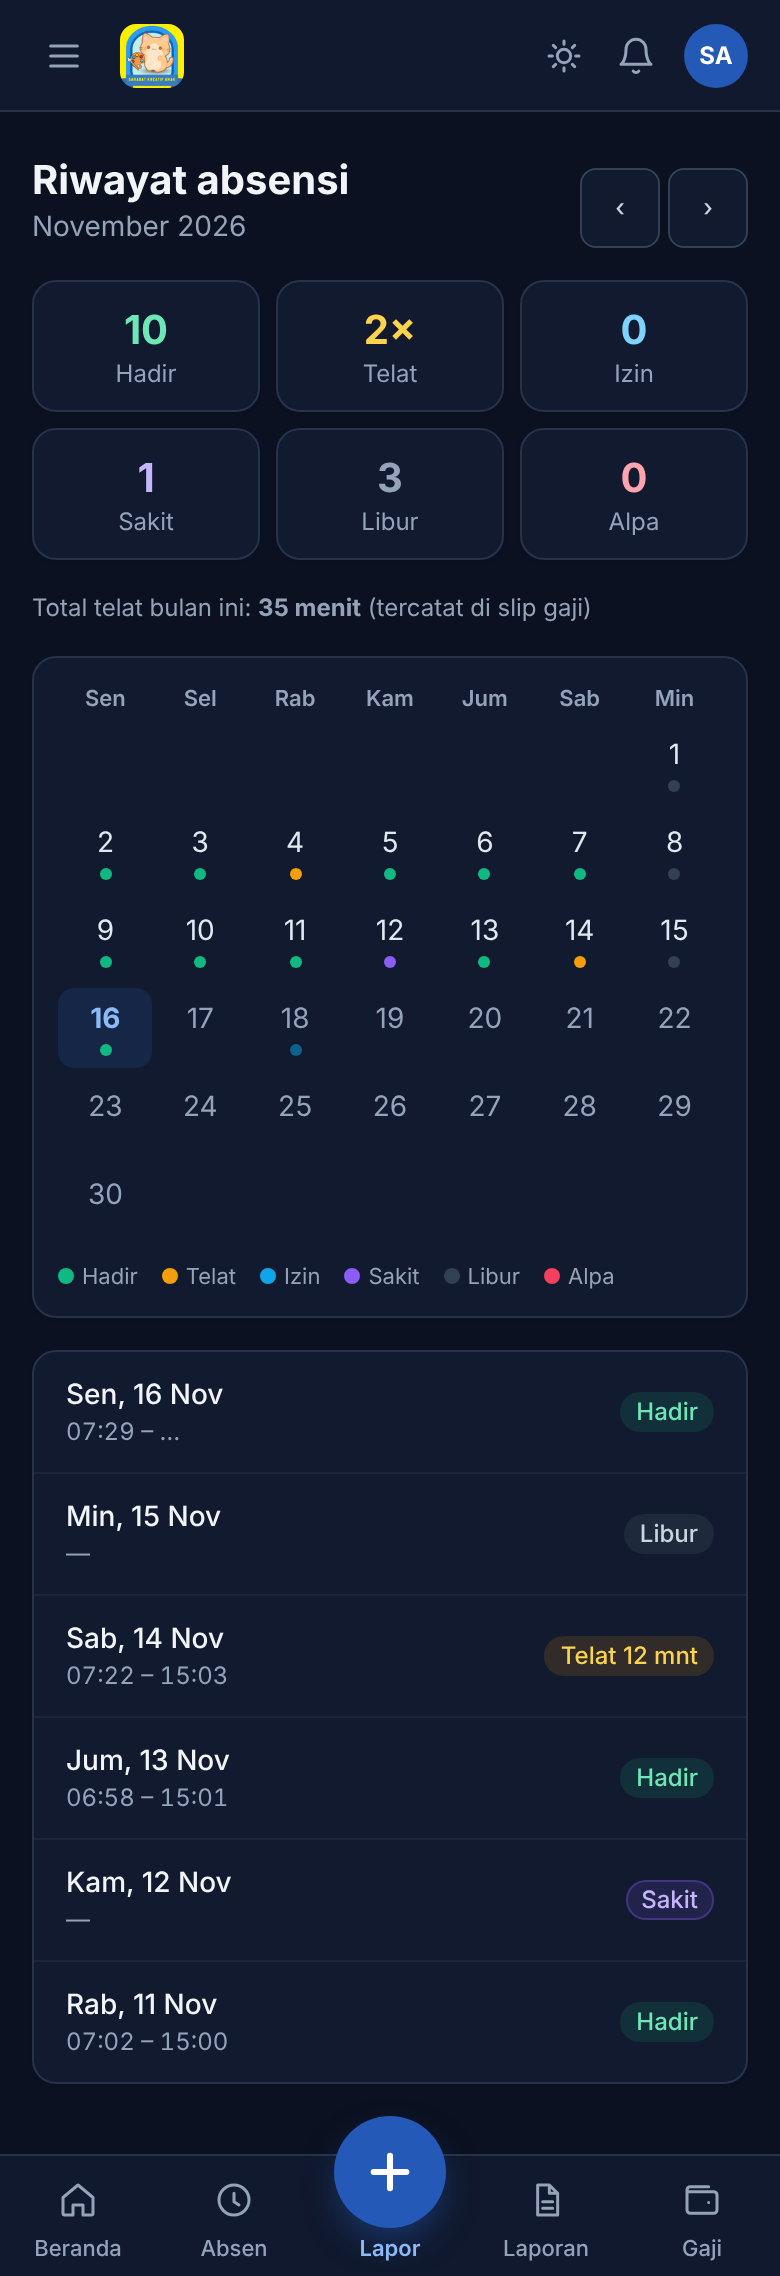 SA
Riwayat absensi
November 2026
‹ ›
10 2× 0
Hadir Telat Izin
1 3 0
Sakit Libur Alpa
Total telat bulan ini: 35 menit (tercatat di slip gaji)
Sen Sel Rab Kam Jum Sab Min
1
2 3 4 5 6 7 8
9 10 11 12 13 14 15
16 17 18 19 20 21 22
23 24 25 26 27 28 29
30
Hadir Telat Izin Sakit Libur Alpa
Sen, 16 Nov
07:29 – ...
Hadir
Min, 15 Nov
—
Libur
Sab, 14 Nov
07:22 – 15:03
Telat 12 mnt
Jum, 13 Nov
06:58 – 15:01
Hadir
Kam, 12 Nov
—
Sakit
Rab, 11 Nov
07:02 – 15:00
Hadir
Beranda Absen Lapor Laporan Gaji